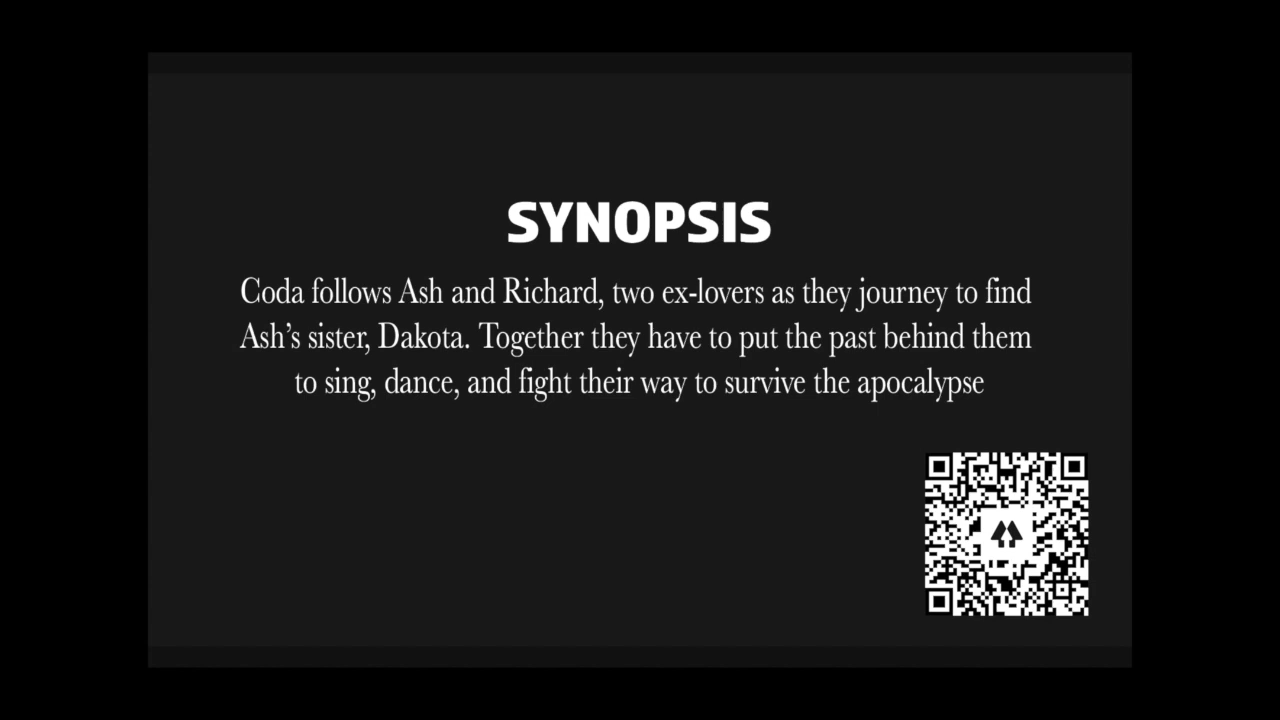 SYNOPSIS
Coda follows Ash and Richard, two ex-lovers as they journey to find
Ash’s sister, Dakota. Together they have to put the past behind them
to sing, dance, and fight their way to survive the apocalypse